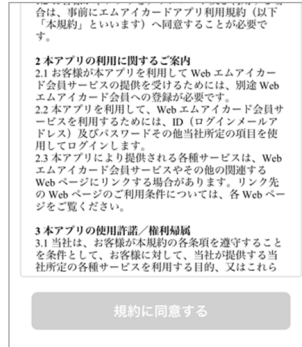 合は、事前にエムアイカードアプリ利用規約（以下
「本規約」といいます）へ同意することが必要で
す。
2 本アプリの利用に関するご案内
2.1 お客様が本アプリを利用して Web エムアイカー
ド会員サービスの提供を受けるためには、別途 Web
エムアイカード会員への登録が必要です。
2.2 本アプリを利用して、Web エムアイカード会員サ
ービスを利用するためには、ID（ログインメールア
ドレス）及びパスワードその他当社所定の項目を使
用してログインします。
2.3 本アプリにより提供される各種サービスは、Web
エムアイカード会員サービスやその他の関連する
Web ページにリンクする場合があります。リンク先
の Web ページのご利用条件については、各 Web ペー
ジをご覧ください。
3 本アプリの使用許諾／権利帰属
3.1 当社は、お客様が本規約の各条項を遵守すること
を条件として、お客様に対して、当社が提供する当
社所定の各種サービスを利用する目的、又はこれら
規約に同意する